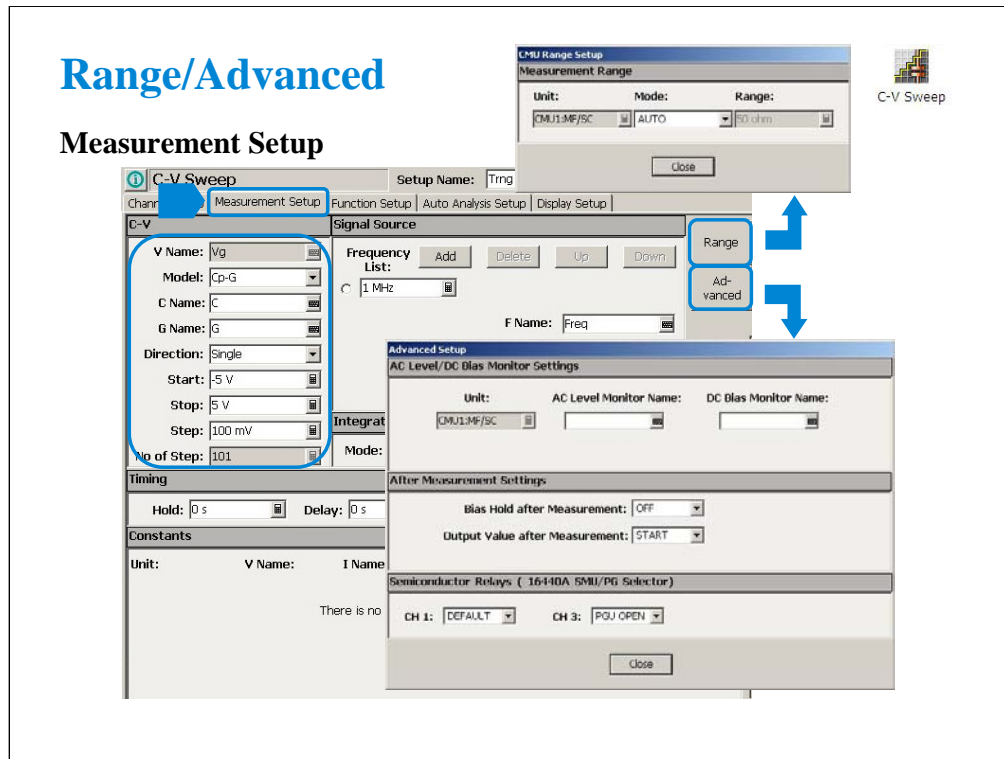 Range/Advanced
CMU Range Setup
Measurement Range
Unit: Mode: Range:
CMU1:MF/SC AUTO 50 ohm
Close
C-V Sweep
Measurement Setup
C-V Sweep Setup Name: Trng
Chann Measurement Setup Function Setup Auto Analysis Setup Display Setup
C-V Signal Source
V Name: Vg
Model: Cp-G
C Name: C
G Name: G
Direction: Single
Start: -5 V
Stop: 5 V
Step: 100 mV
No of Step: 101
Frequency List: Add Delete Up Down
1 MHz
F Name: Freq
Range
Ad-
vanced
Integrat
Mode:
Timing
Hold: 0 s Delay: 0 s
Constants
Unit: V Name: I Name
There is no
Advanced Setup
AC Level/DC Bias Monitor Settings
Unit: AC Level Monitor Name: DC Bias Monitor Name:
CMU1:MF/SC
After Measurement Settings
Bias Hold after Measurement: OFF
Output Value after Measurement: START
Semiconductor Relays ( 16440A SMU/PG Selector)
CH 1: DEFAULT CH 3: PGU OPEN
Close